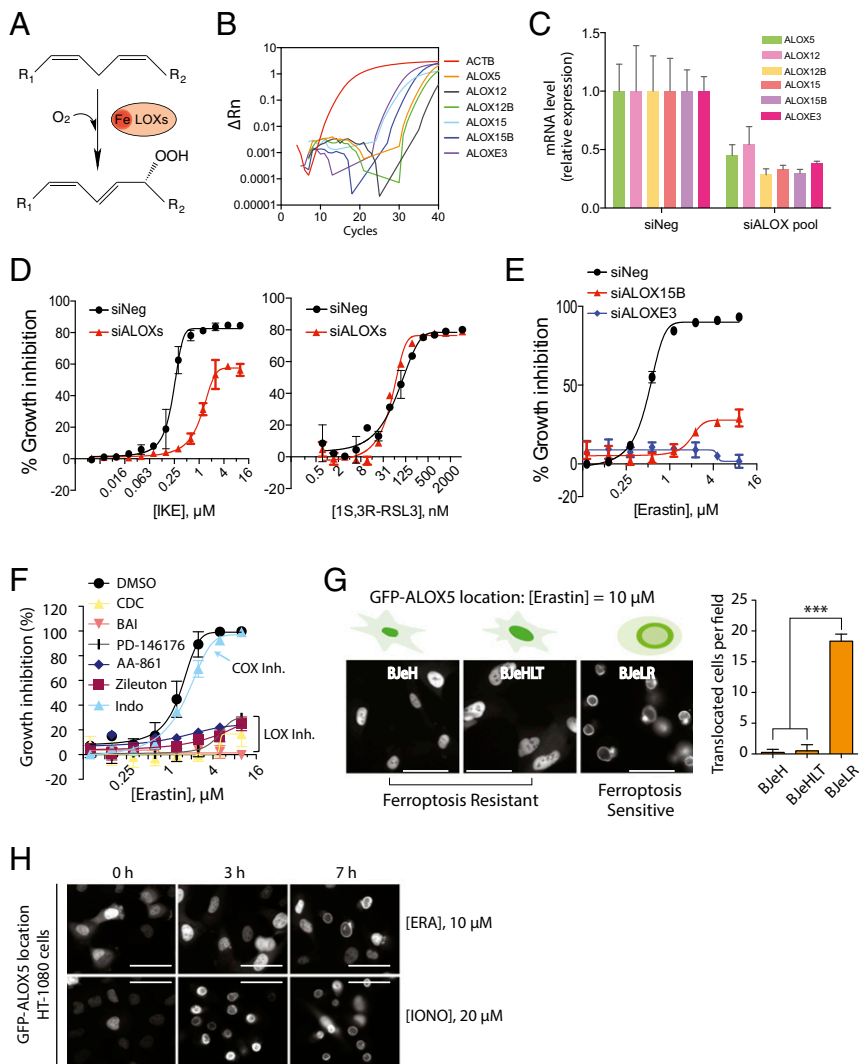 A
R1
R2
O2
Fe LOXs
OOH
R1
R2
B
ΔRn
10
1
0.1
0.01
0.001
0.0001
0.00001
0 10 20 30 40
Cycles
ACTB
ALOX5
ALOX12
ALOX12B
ALOX15
ALOX15B
ALOXE3
C
mRNA level
(relative expression)
1.5
1.0
0.5
0.0
siNeg siALOX pool
ALOX5
ALOX12
ALOX12B
ALOX15
ALOX15B
ALOXE3
D
% Growth inhibition
100
80
60
40
20
0
-20
siNeg
siALOXs
0.016 0.063 0.25 1 4 16
[IKE], μM
100
80
60
40
20
0
-20
siNeg
siALOXs
0.5 2 8 31 125 500 2000
[1S,3R-RSL3], nM
E
siNeg
siALOX15B
siALOXE3
% Growth inhibition
100
50
0
-20
0.25 1 4 16
[Erastin], μM
F
Growth inhibition (%)
120
100
80
60
40
20
0
-20
DMSO
CDC
BAI
PD-146176
AA-861
Zileuton
Indo
COX Inh.
LOX Inh.
0.25 1 4 16
[Erastin], μM
G
GFP-ALOX5 location: [Erastin] = 10 μM
BJeH BJeHLT BJeLR
Ferroptosis Resistant
Ferroptosis
Sensitive
Translocated cells per field
25
20
15
10
5
0
***
BJeH BJeHLT BJeLR
H
0 h 3 h 7 h
GFP-ALOX5 location
HT-1080 cells
[ERA], 10 μM
[IONO], 20 μM